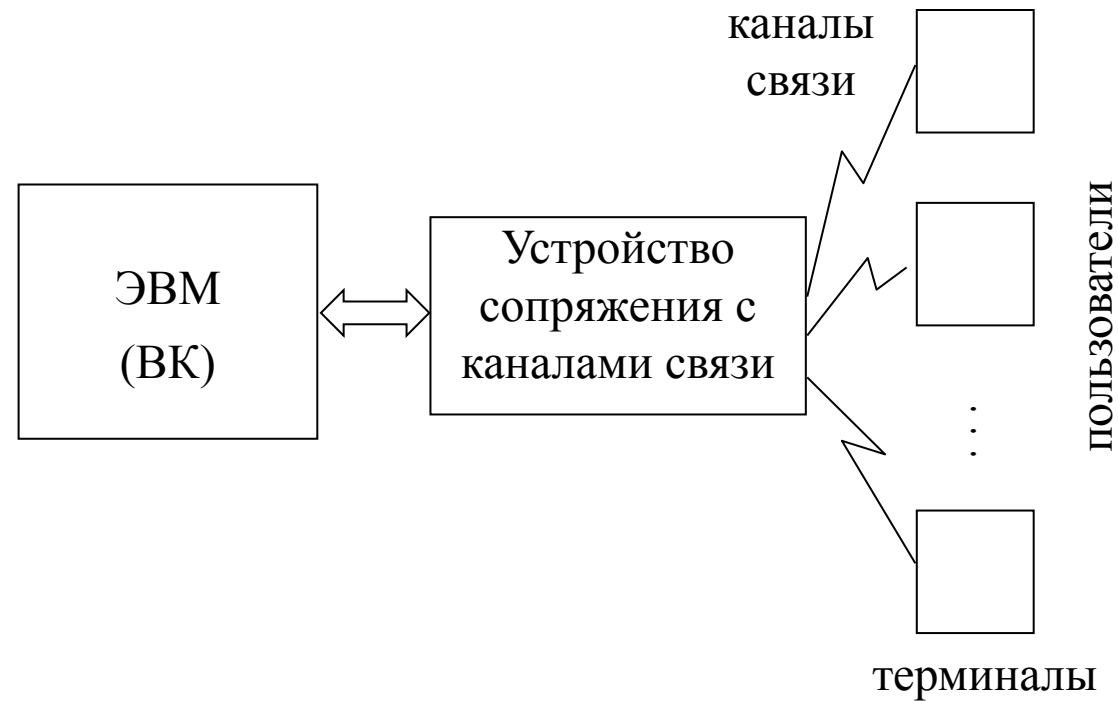 каналы
связи
ЭВМ
(ВК)
Устройство
сопряжения с
каналами связи
пользователи
терминалы